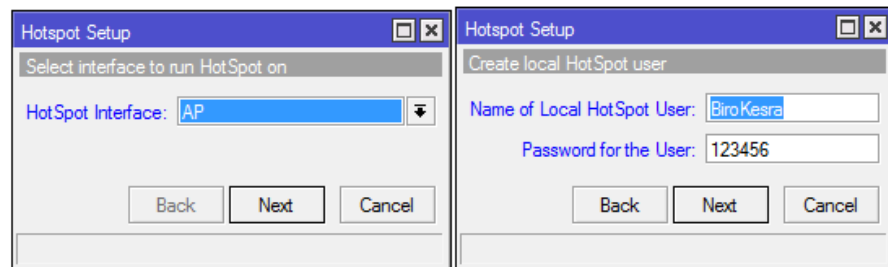 Hotspot Setup
Select interface to run HotSpot on
HotSpot Interface: AP
Back Next Cancel
Hotspot Setup
Create local HotSpot user
Name of Local HotSpot User: BiroKesra
Password for the User: 123456
Back Next Cancel